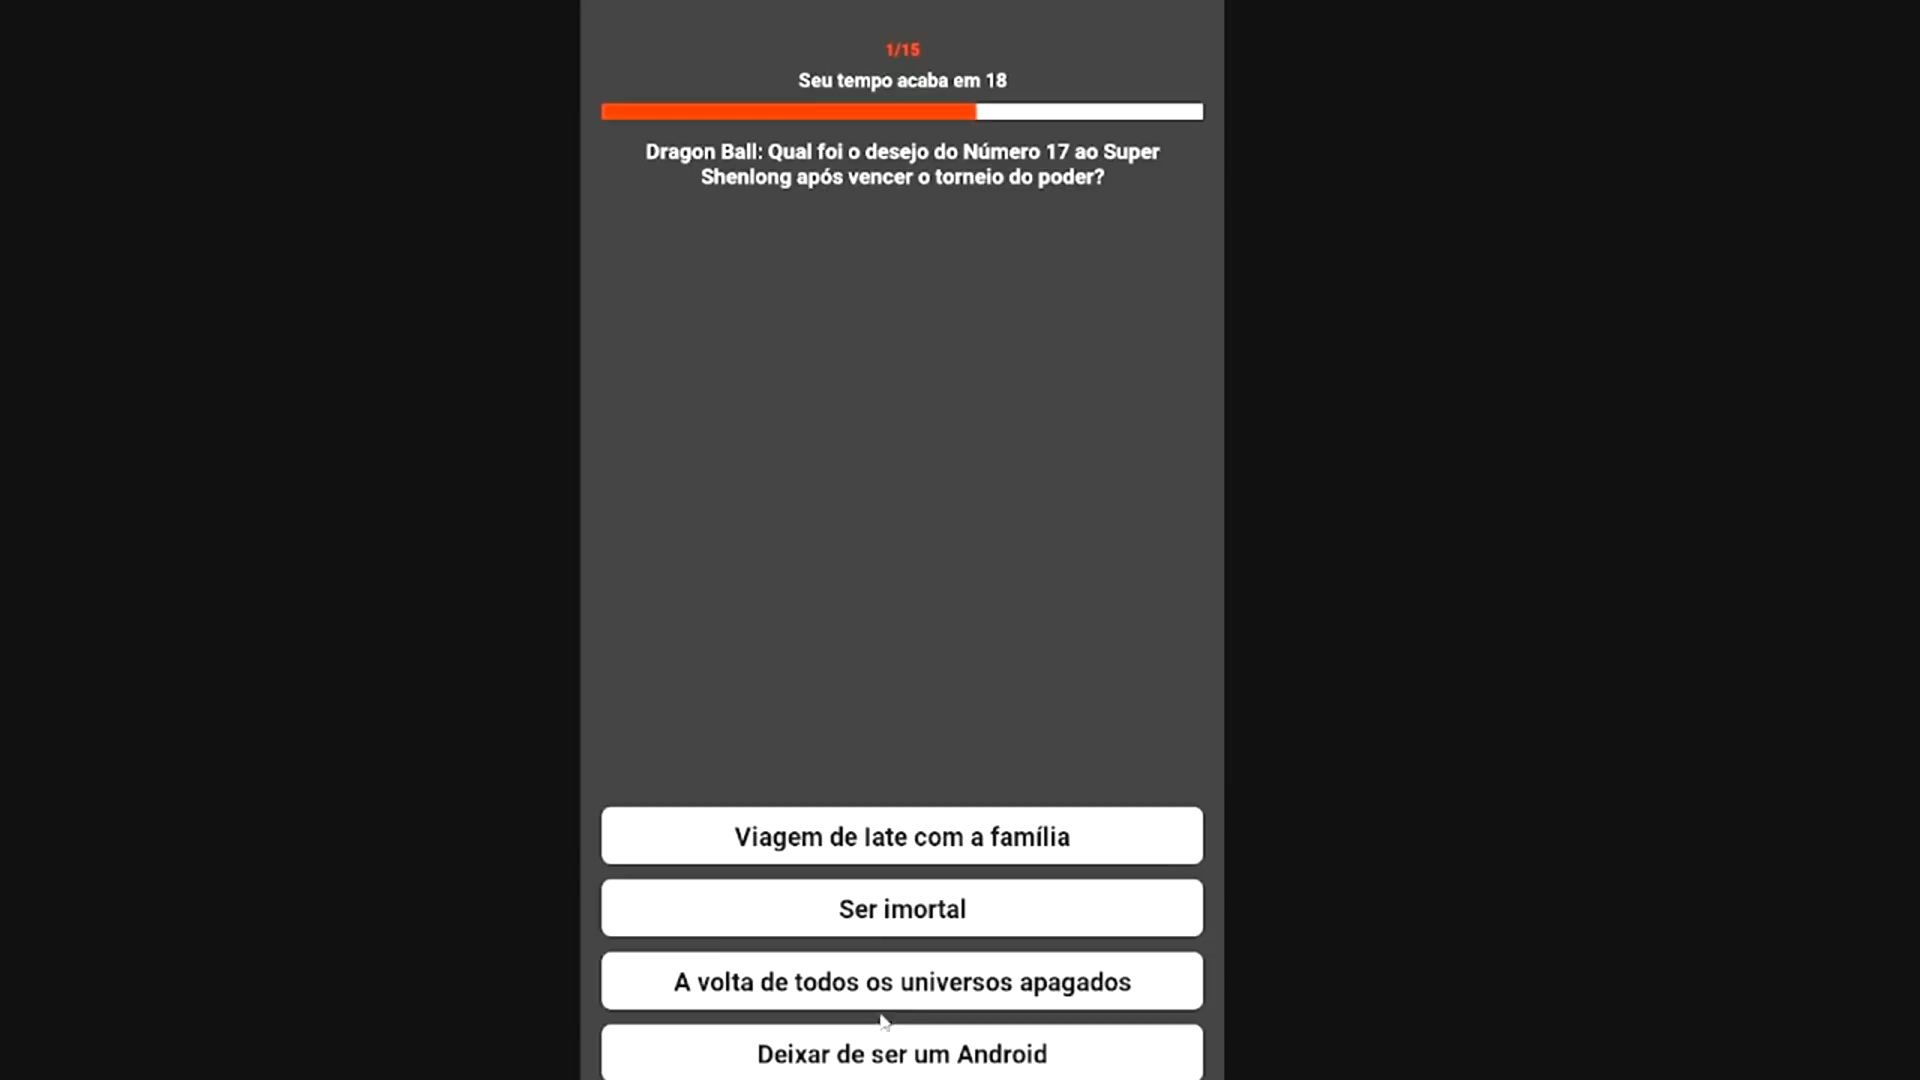 1/15
Seu tempo acaba em 18
Dragon Ball: Qual foi o desejo do Número 17 ao Super
Shenlong após vencer o torneio do poder?
Viagem de Iate com a família
Ser imortal
A volta de todos os universos apagados
Deixar de ser um Android